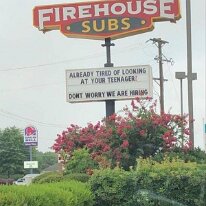 FIREHOUSE
SUBS
ALREADY TIRED OF LOOKING
AT YOUR TEENAGER!
DONT WORRY WE ARE HIRING